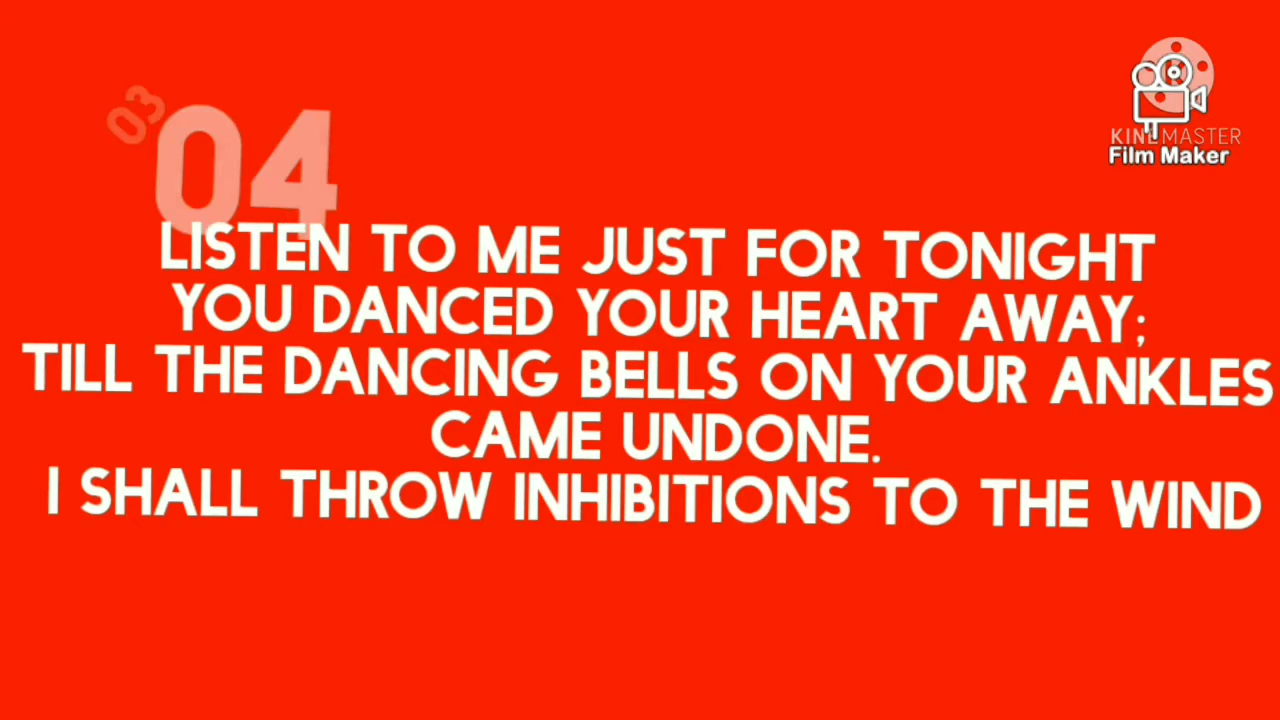 03
04
KINEMASTER
Film Maker
LISTEN TO ME JUST FOR TONIGHT
YOU DANCED YOUR HEART AWAY;
TILL THE DANCING BELLS ON YOUR ANKLES
CAME UNDONE.
I SHALL THROW INHIBITIONS TO THE WIND